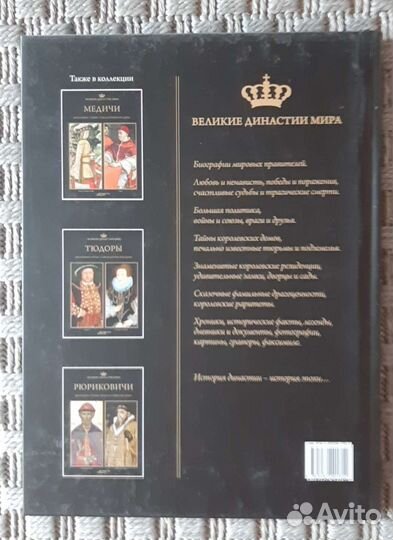 Также в коллекции
МЕДИЧИ
ТЮДОРЫ
РЮРИКОВИЧИ
ВЕЛИКИЕ ДИНАСТИИ МИРА
Биографии мировых правителей.
Любовь и ненависть, победы и поражения,
счастливые судьбы и трагические смерти.
Большая политика,
войны и союзы, враги и друзья.
Тайны королевских домов,
печально известные тюрьмы и подземелья.
Знаменитые королевские резиденции,
удивительные замки, дворцы и сады.
Сказочные фамильные драгоценности,
королевские раритеты.
Хроники, исторические факты, легенды,
дневники и документы, фотографии,
картины, гравюры, факсимиле.
История династии – история эпохи...
Avito